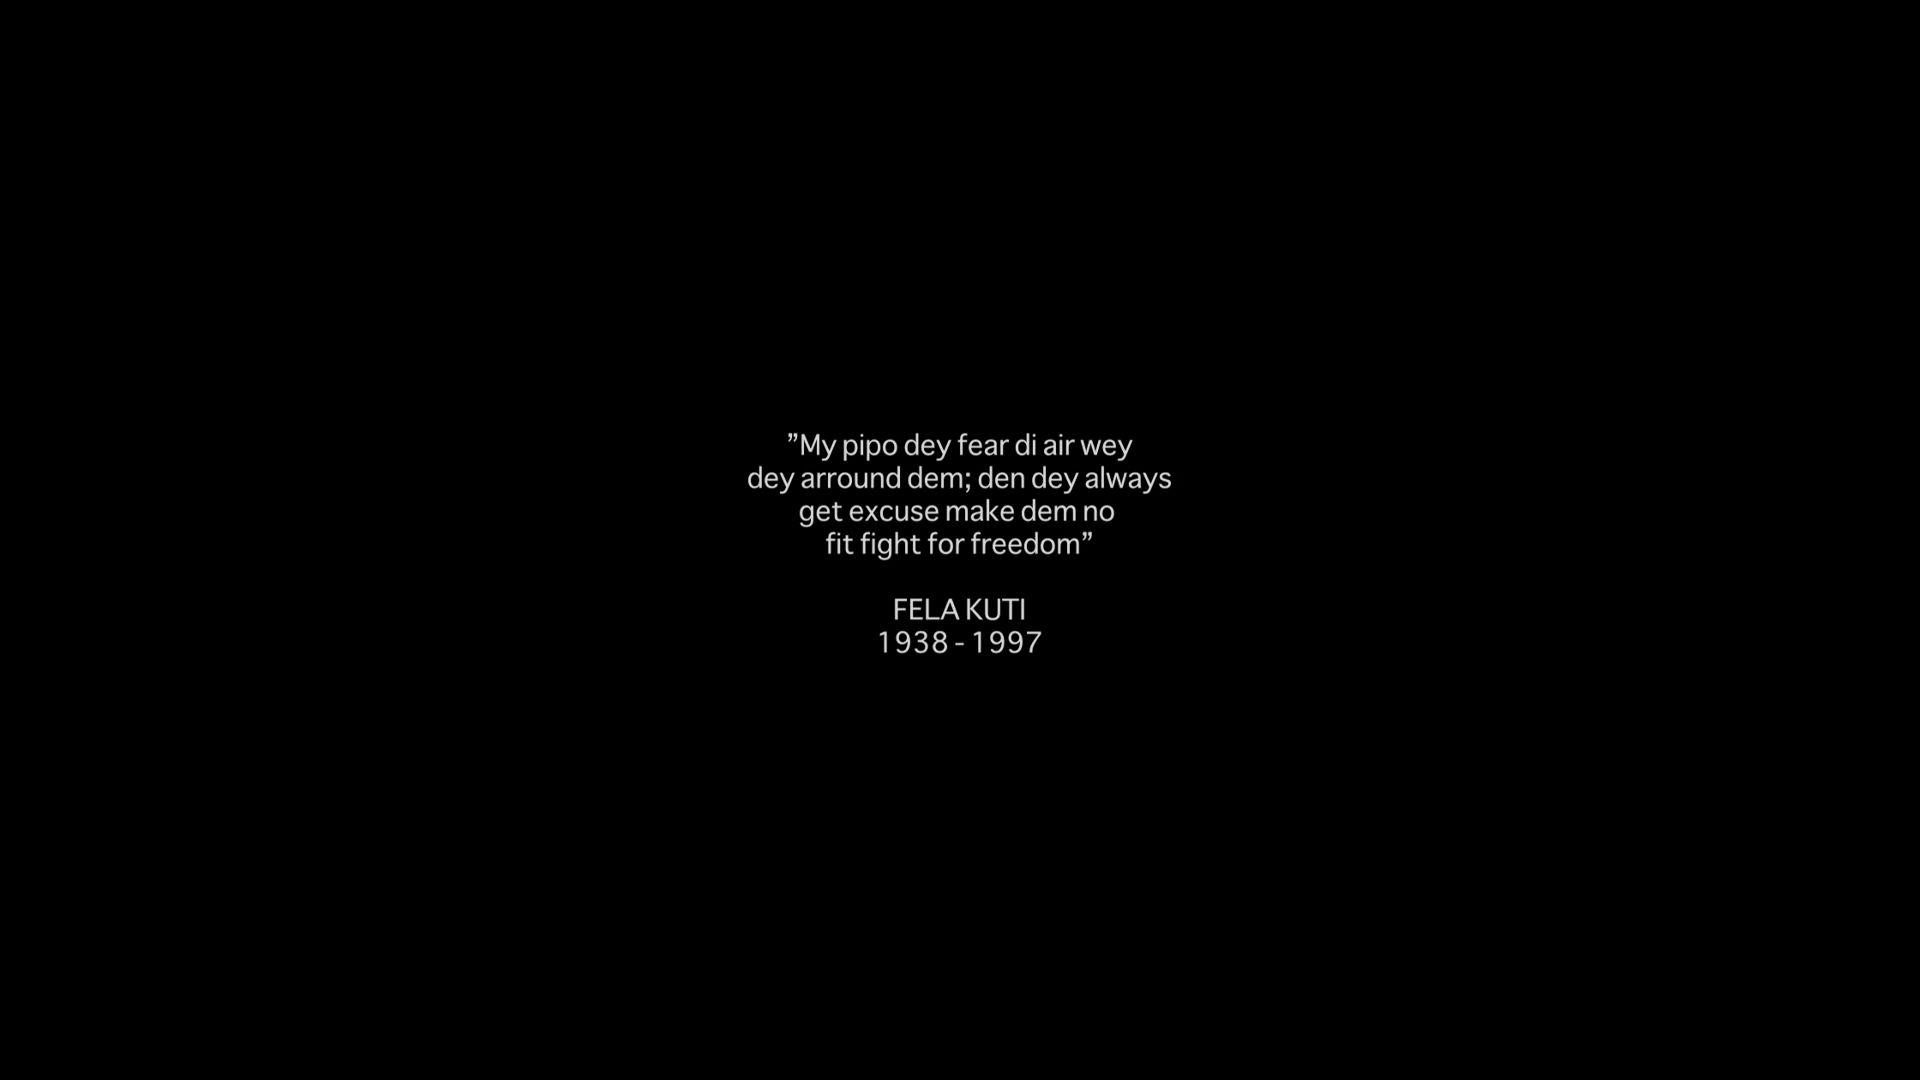 ”My pipo dey fear di air wey
dey arround dem; den dey always
get excuse make dem no
fit fight for freedom”
FELA KUTI
1938 - 1997